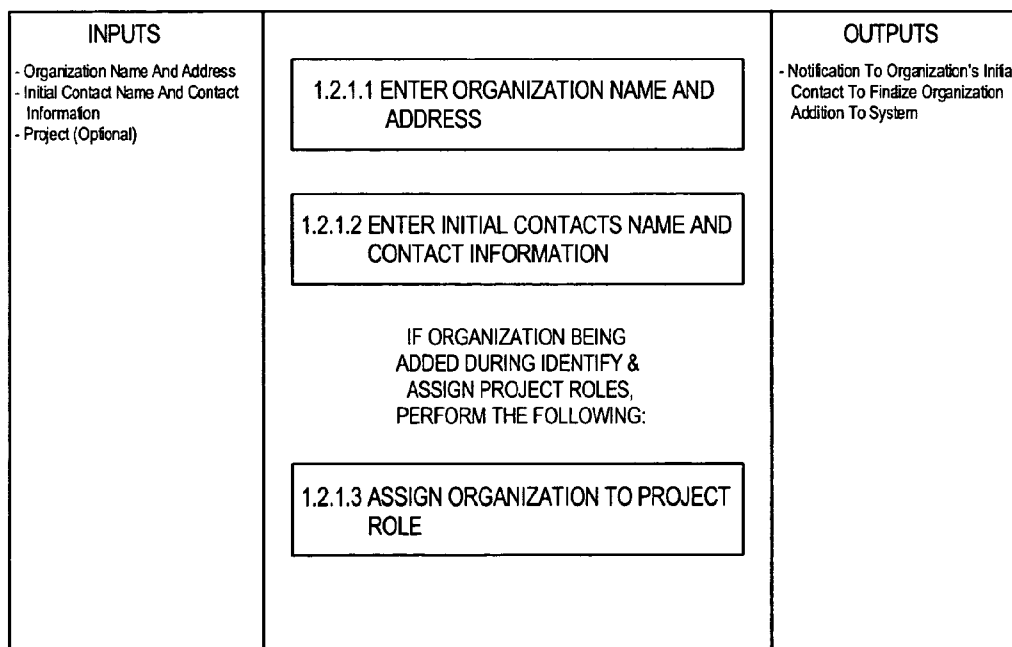 INPUTS
- Organization Name And Address
- Initial Contact Name And Contact
Information
- Project (Optional)
1.2.1.1 ENTER ORGANIZATION NAME AND
ADDRESS
1.2.1.2 ENTER INITIAL CONTACTS NAME AND
CONTACT INFORMATION
IF ORGANIZATION BEING
ADDED DURING IDENTIFY &
ASSIGN PROJECT ROLES,
PERFORM THE FOLLOWING:
1.2.1.3 ASSIGN ORGANIZATION TO PROJECT
ROLE
OUTPUTS
- Notification To Organization's Initia
Contact To Finalize Organization
Addition To System